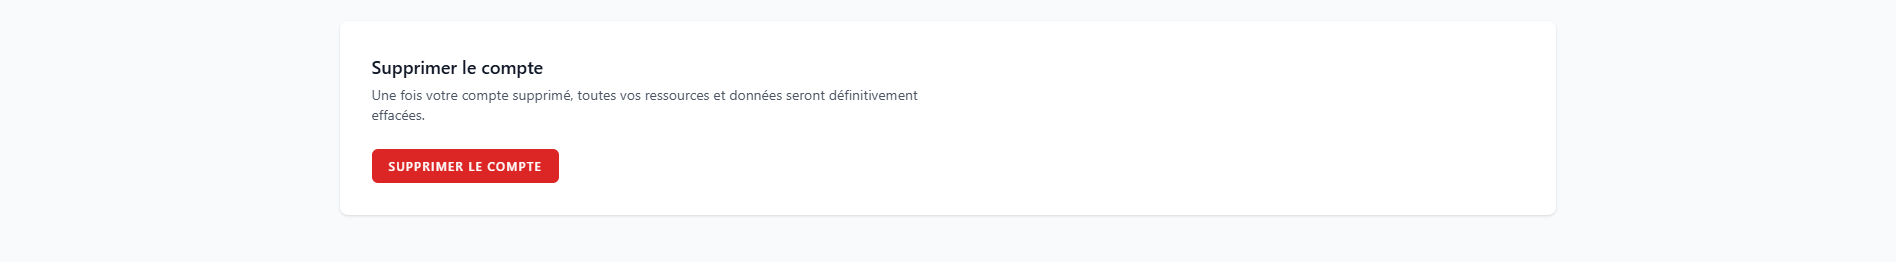 Supprimer le compte
Une fois votre compte supprimé, toutes vos ressources et données seront définitivement
effacées.
SUPPRIMER LE COMPTE